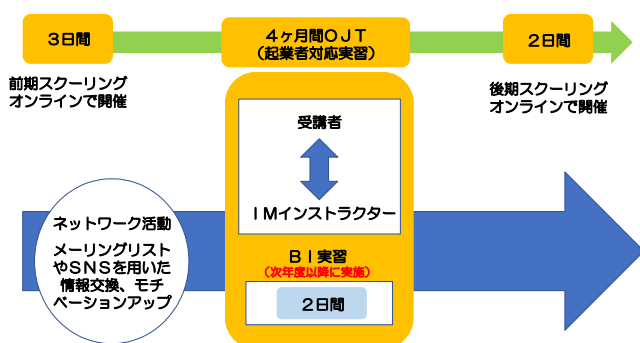 3日間
4ヶ月間OJT
（起業者対応実習）
2日間
前期スクーリング
オンラインで開催
後期スクーリング
オンラインで開催
受講者
IMインストラクター
ネットワーク活動
メーリングリスト
やSNSを用いた
情報交換、モチ
ベーションアップ
BI実習
（次年度以降に実施）
2日間